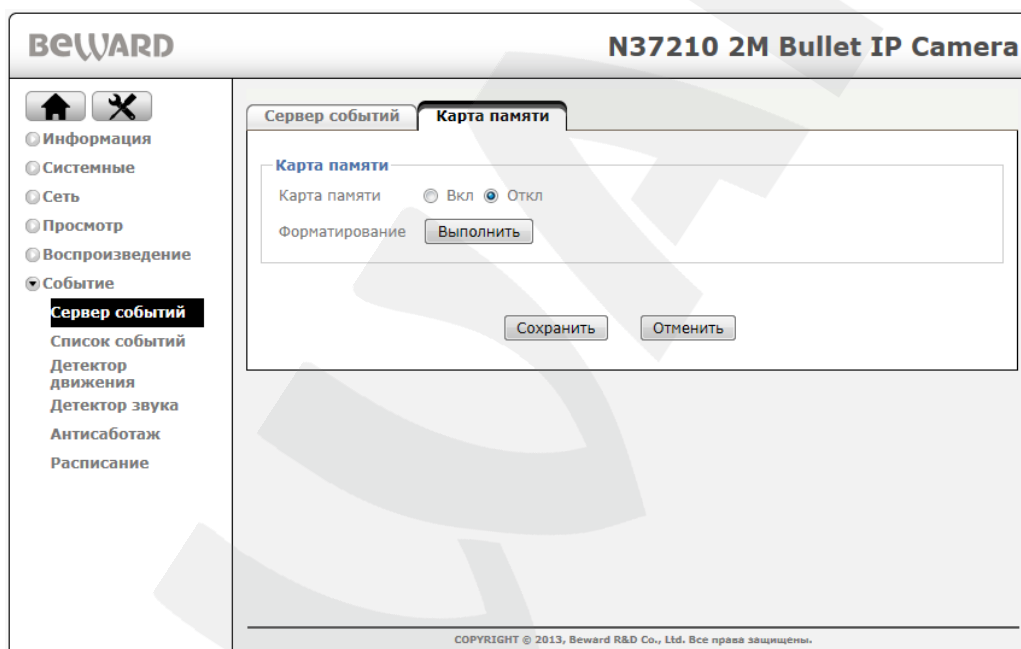 BEWARD
N37210 2M Bullet IP Camera
Информация
Системные
Сеть
Просмотр
Воспроизведение
Событие
Сервер событий
Список событий
Детектор
движения
Детектор звука
Антисаботаж
Расписание
Сервер событий Карта памяти
Карта памяти
Карта памяти Вкл Откл
Форматирование Выполнить
Сохранить Отменить
COPYRIGHT © 2013, Beward R&D Co., Ltd. Все права защищены.